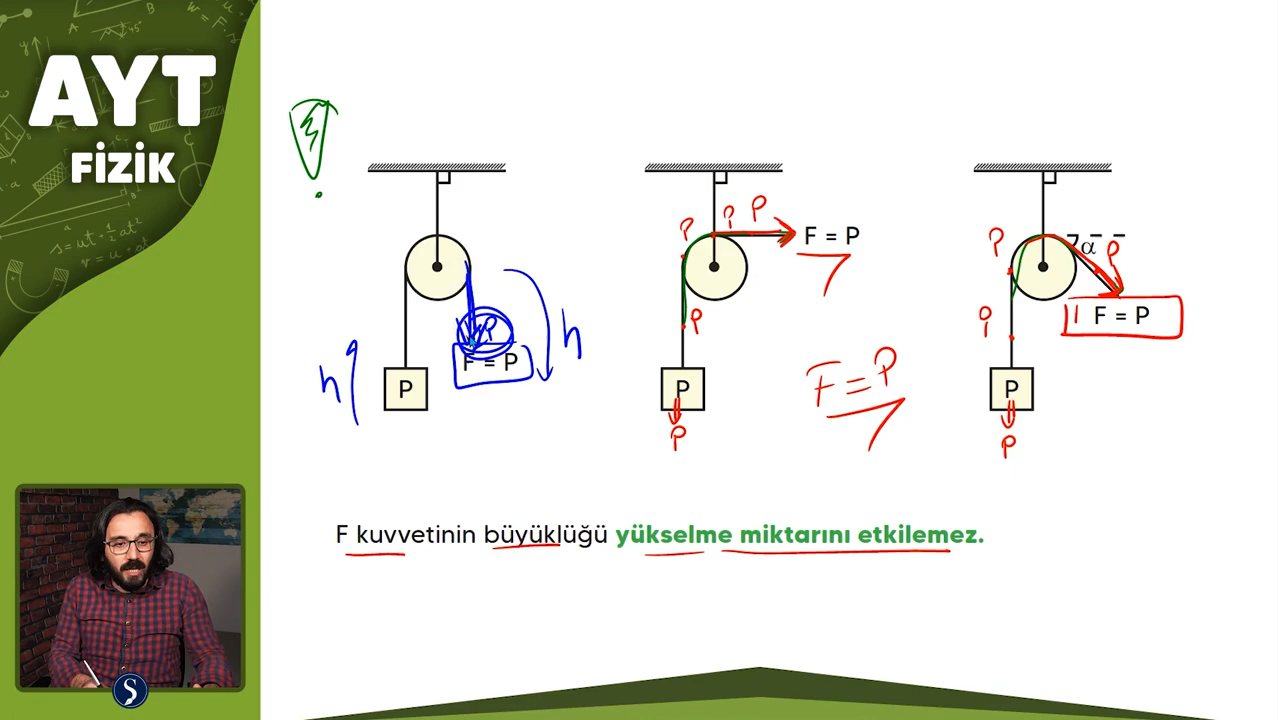 AYT
FİZİK
P
P
P
P
P
F = P
P
α
P
h
h
P
P
P
F = P
F = P
F = P
P
P
P
P
P
F kuvvetinin büyüklüğü yükselme miktarını etkilemez.
S